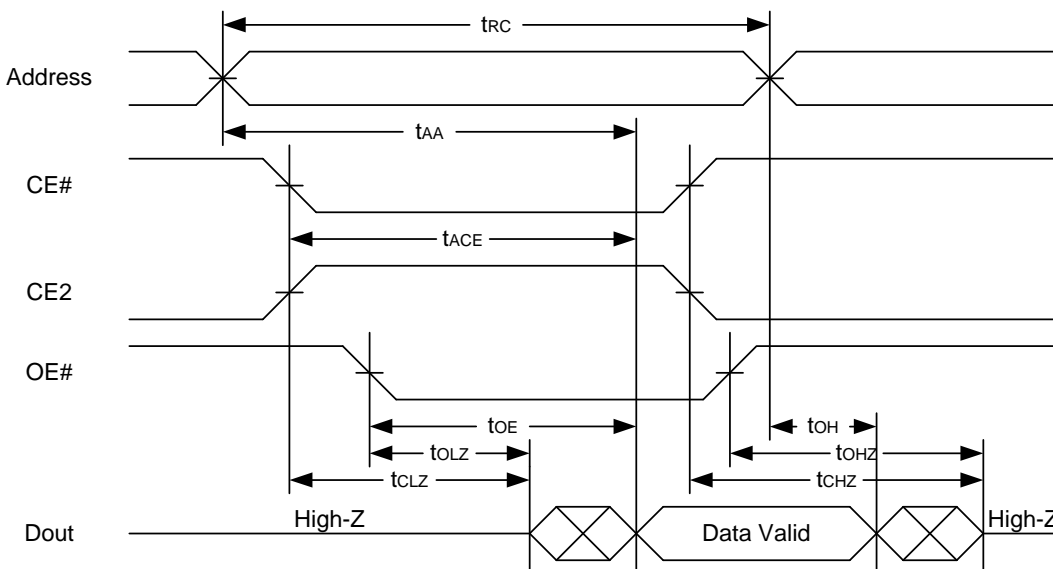 tRC
Address
tAA
CE#
tACE
CE2
OE#
tOE
tOH
tOLZ
tOHZ
tCLZ
tCHZ
High-Z
Data Valid
High-Z
Dout